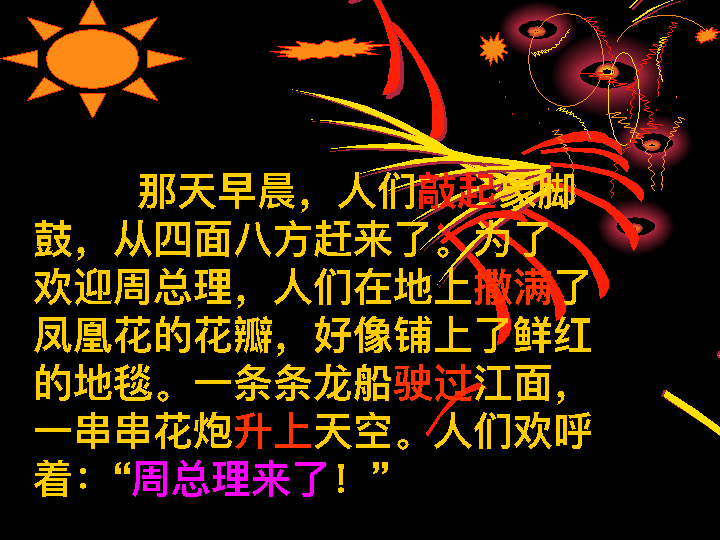 那天早晨，人们敲起象脚
鼓，从四面八方赶来了。为了
欢迎周总理，人们在地上撒满了
凤凰花的花瓣，好像铺上了鲜红
的地毯。一条条龙船驶过江面，
一串串花炮升上天空。人们欢呼
着：“周总理来了！”